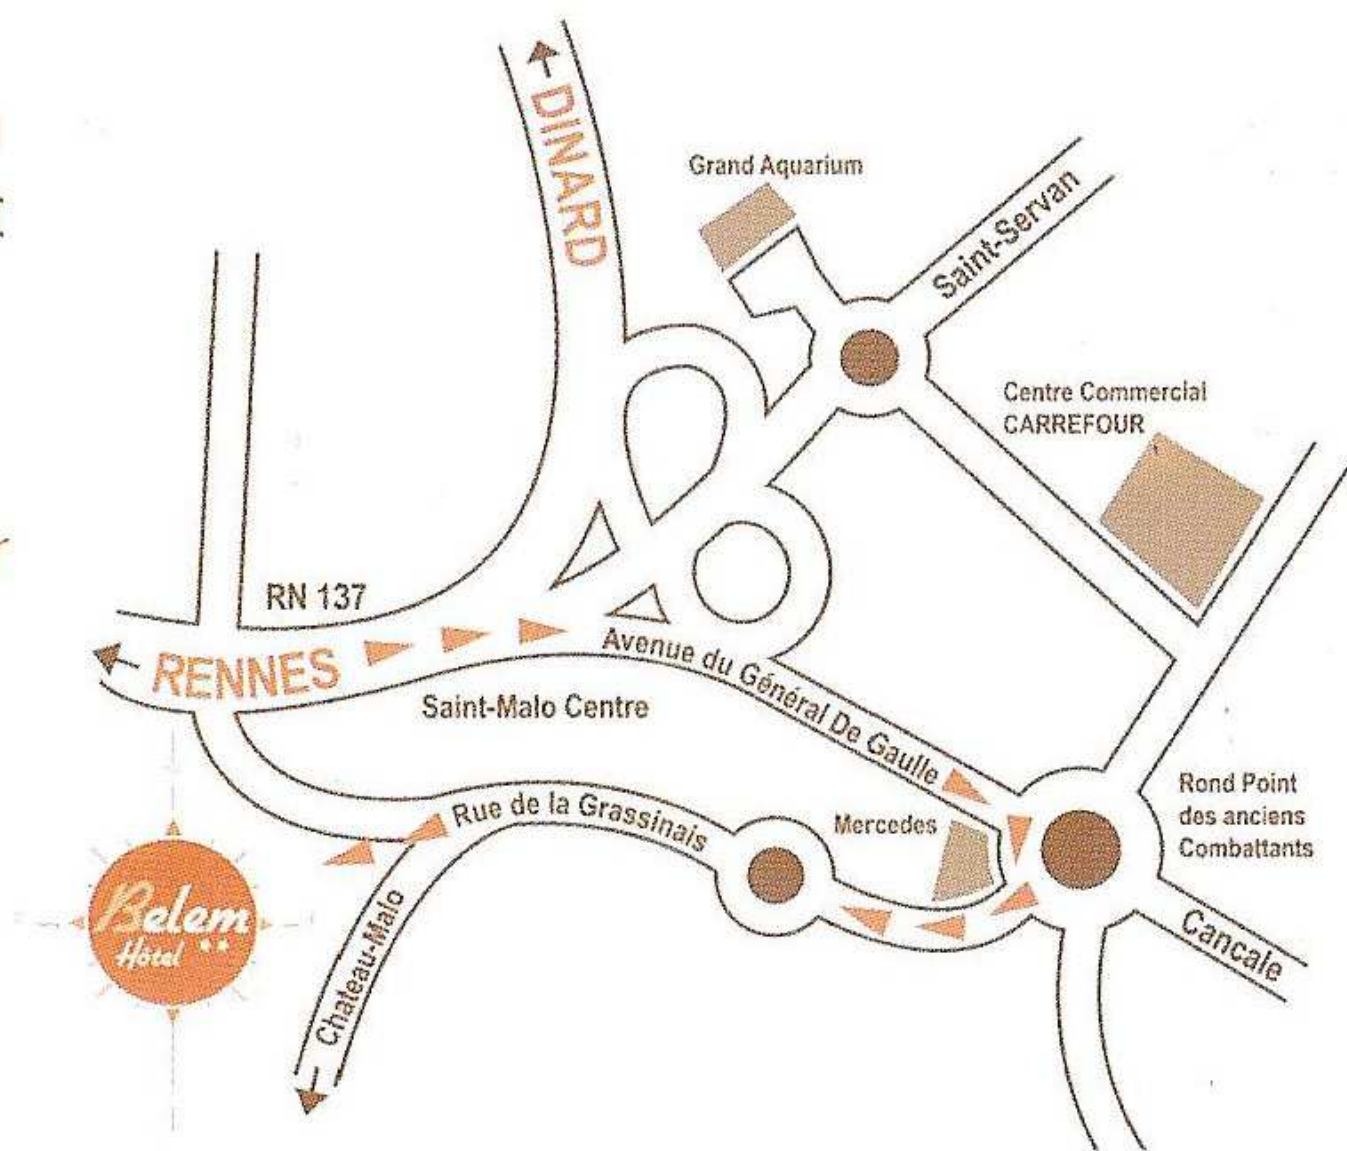 DINARD
Grand Aquarium
Saint-Servan
Centre Commercial
CARREFOUR
RN 137
RENNES
Avenue du Général De Gaulle
Saint-Malo Centre
Rue de la Grassinais
Mercedes
Rond Point
des anciens
Combattants
Belem
Hôtel **
Chateau-Malo
Cancale